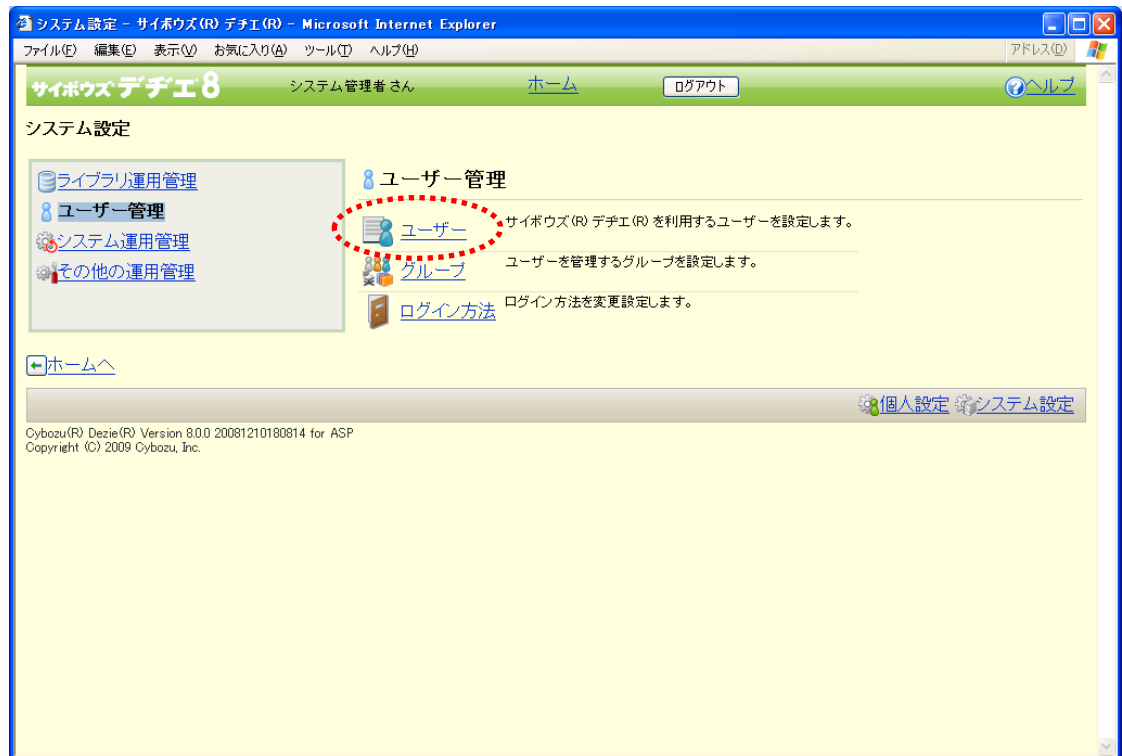 システム設定 - サイボウズ(R) デヂエ(R) - Microsoft Internet Explorer
ファイル(F) 編集(E) 表示(V) お気に入り(A) ツール(T) ヘルプ(H) アドレス(D)
サイボウズ デヂエ8 システム管理者 さん ホーム ログアウト ヘルプ
システム設定
ライブラリ運用管理
ユーザー管理
システム運用管理
その他の運用管理
ユーザー管理
ユーザー サイボウズ(R) デヂエ(R) を利用するユーザーを設定します。
グループ ユーザーを管理するグループを設定します。
ログイン方法 ログイン方法を変更設定します。
ホームへ
個人設定 システム設定
Cybozu(R) Dezie(R) Version 8.0.0 20081210180814 for ASP
Copyright (C) 2009 Cybozu, Inc.